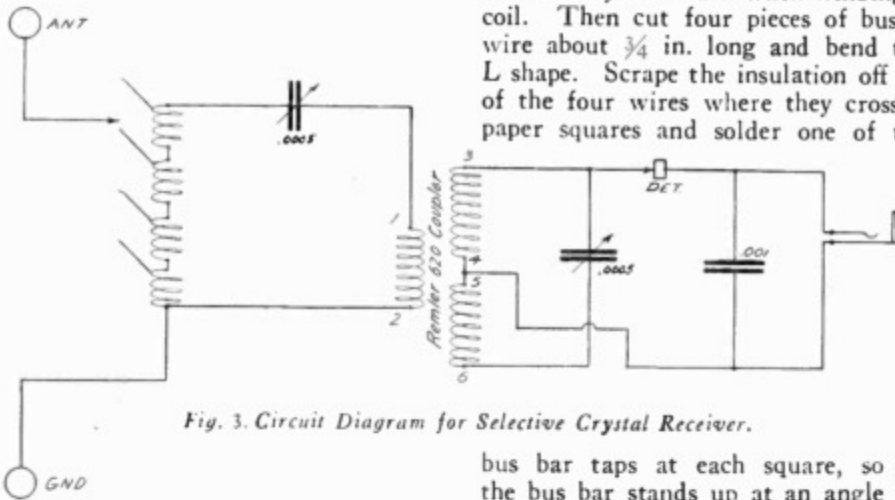 coil. Then cut four pieces of bus
wire about ¾ in. long and bend
L shape. Scrape the insulation off
of the four wires where they cross
paper squares and solder one of
ANT
.0005
1
2
Remler 620 Coupler
3
4
5
6
DET.
.0005
.001
GND
Fig. 3. Circuit Diagram for Selective Crystal Receiver.
bus bar taps at each square, so
the bus bar stands up at an angle